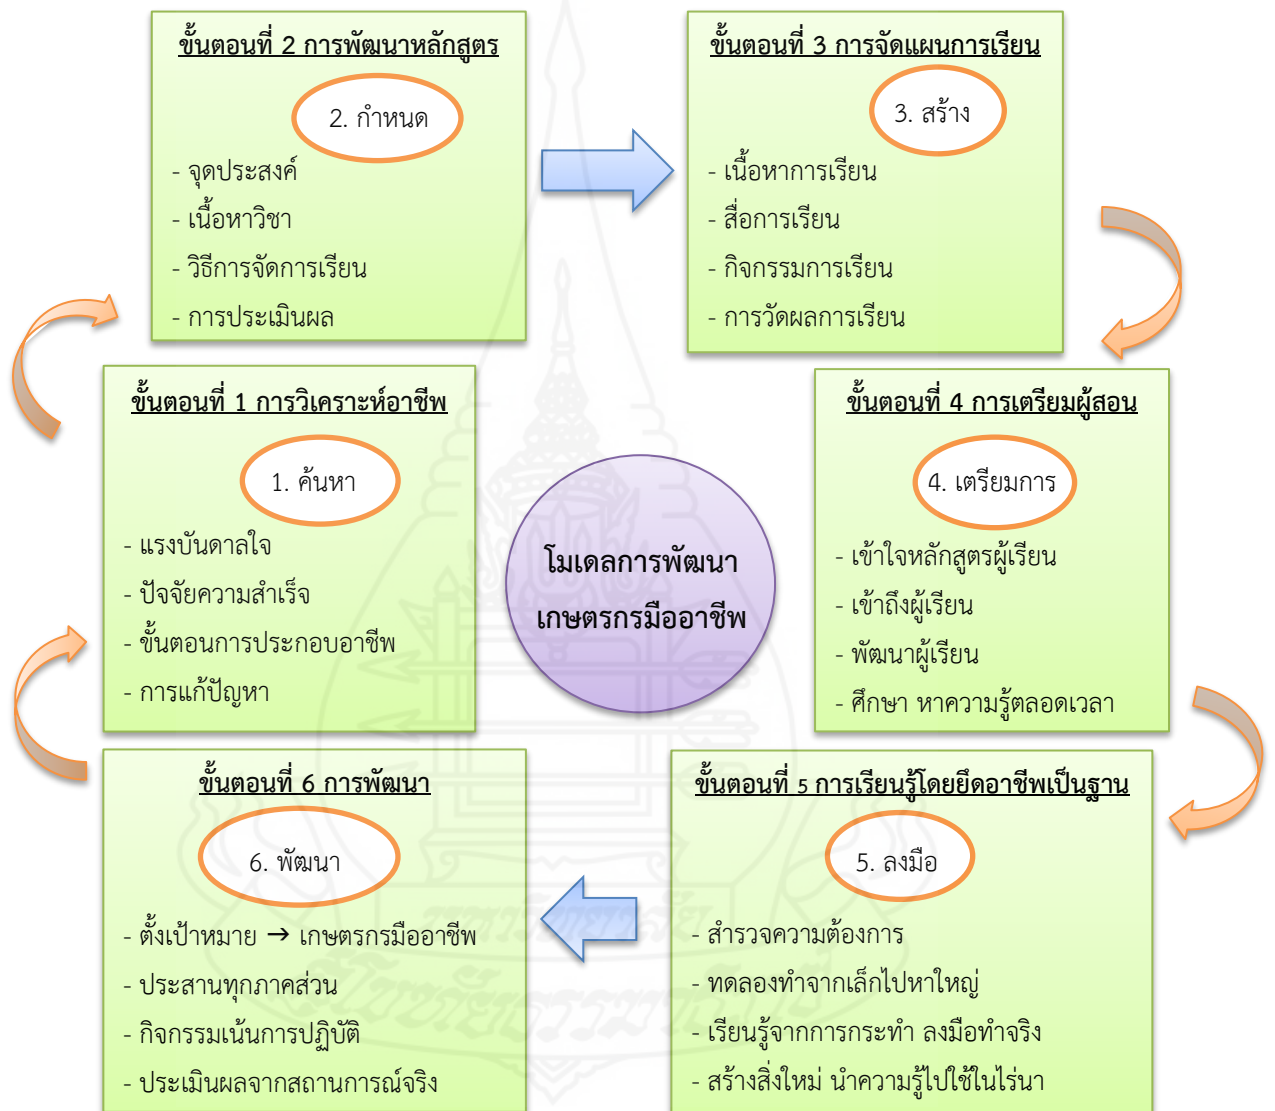 ขั้นตอนที่ 2 การพัฒนาหลักสูตร
2. กำหนด
- จุดประสงค์
- เนื้อหาวิชา
- วิธีการจัดการเรียน
- การประเมินผล
ขั้นตอนที่ 3 การจัดแผนการเรียน
3. สร้าง
- เนื้อหาการเรียน
- สื่อการเรียน
- กิจกรรมการเรียน
- การวัดผลการเรียน
ขั้นตอนที่ 1 การวิเคราะห์อาชีพ
1. ค้นหา
- แรงบันดาลใจ
- ปัจจัยความสำเร็จ
- ขั้นตอนการประกอบอาชีพ
- การแก้ปัญหา
โมเดลการพัฒนา
เกษตรกรมืออาชีพ
ขั้นตอนที่ 4 การเตรียมผู้สอน
4. เตรียมการ
- เข้าใจหลักสูตรผู้เรียน
- เข้าถึงผู้เรียน
- พัฒนาผู้เรียน
- ศึกษา หาความรู้ตลอดเวลา
ขั้นตอนที่ 6 การพัฒนา
6. พัฒนา
- ตั้งเป้าหมาย → เกษตรกรมืออาชีพ
- ประสานทุกภาคส่วน
- กิจกรรมเน้นการปฏิบัติ
- ประเมินผลจากสถานการณ์จริง
ขั้นตอนที่ 5 การเรียนรู้โดยยึดอาชีพเป็นฐาน
5. ลงมือ
- สำรวจความต้องการ
- ทดลองทำจากเล็กไปหาใหญ่
- เรียนรู้จากการกระทำ ลงมือทำจริง
- สร้างสิ่งใหม่ นำความรู้ไปใช้ในไร่นา